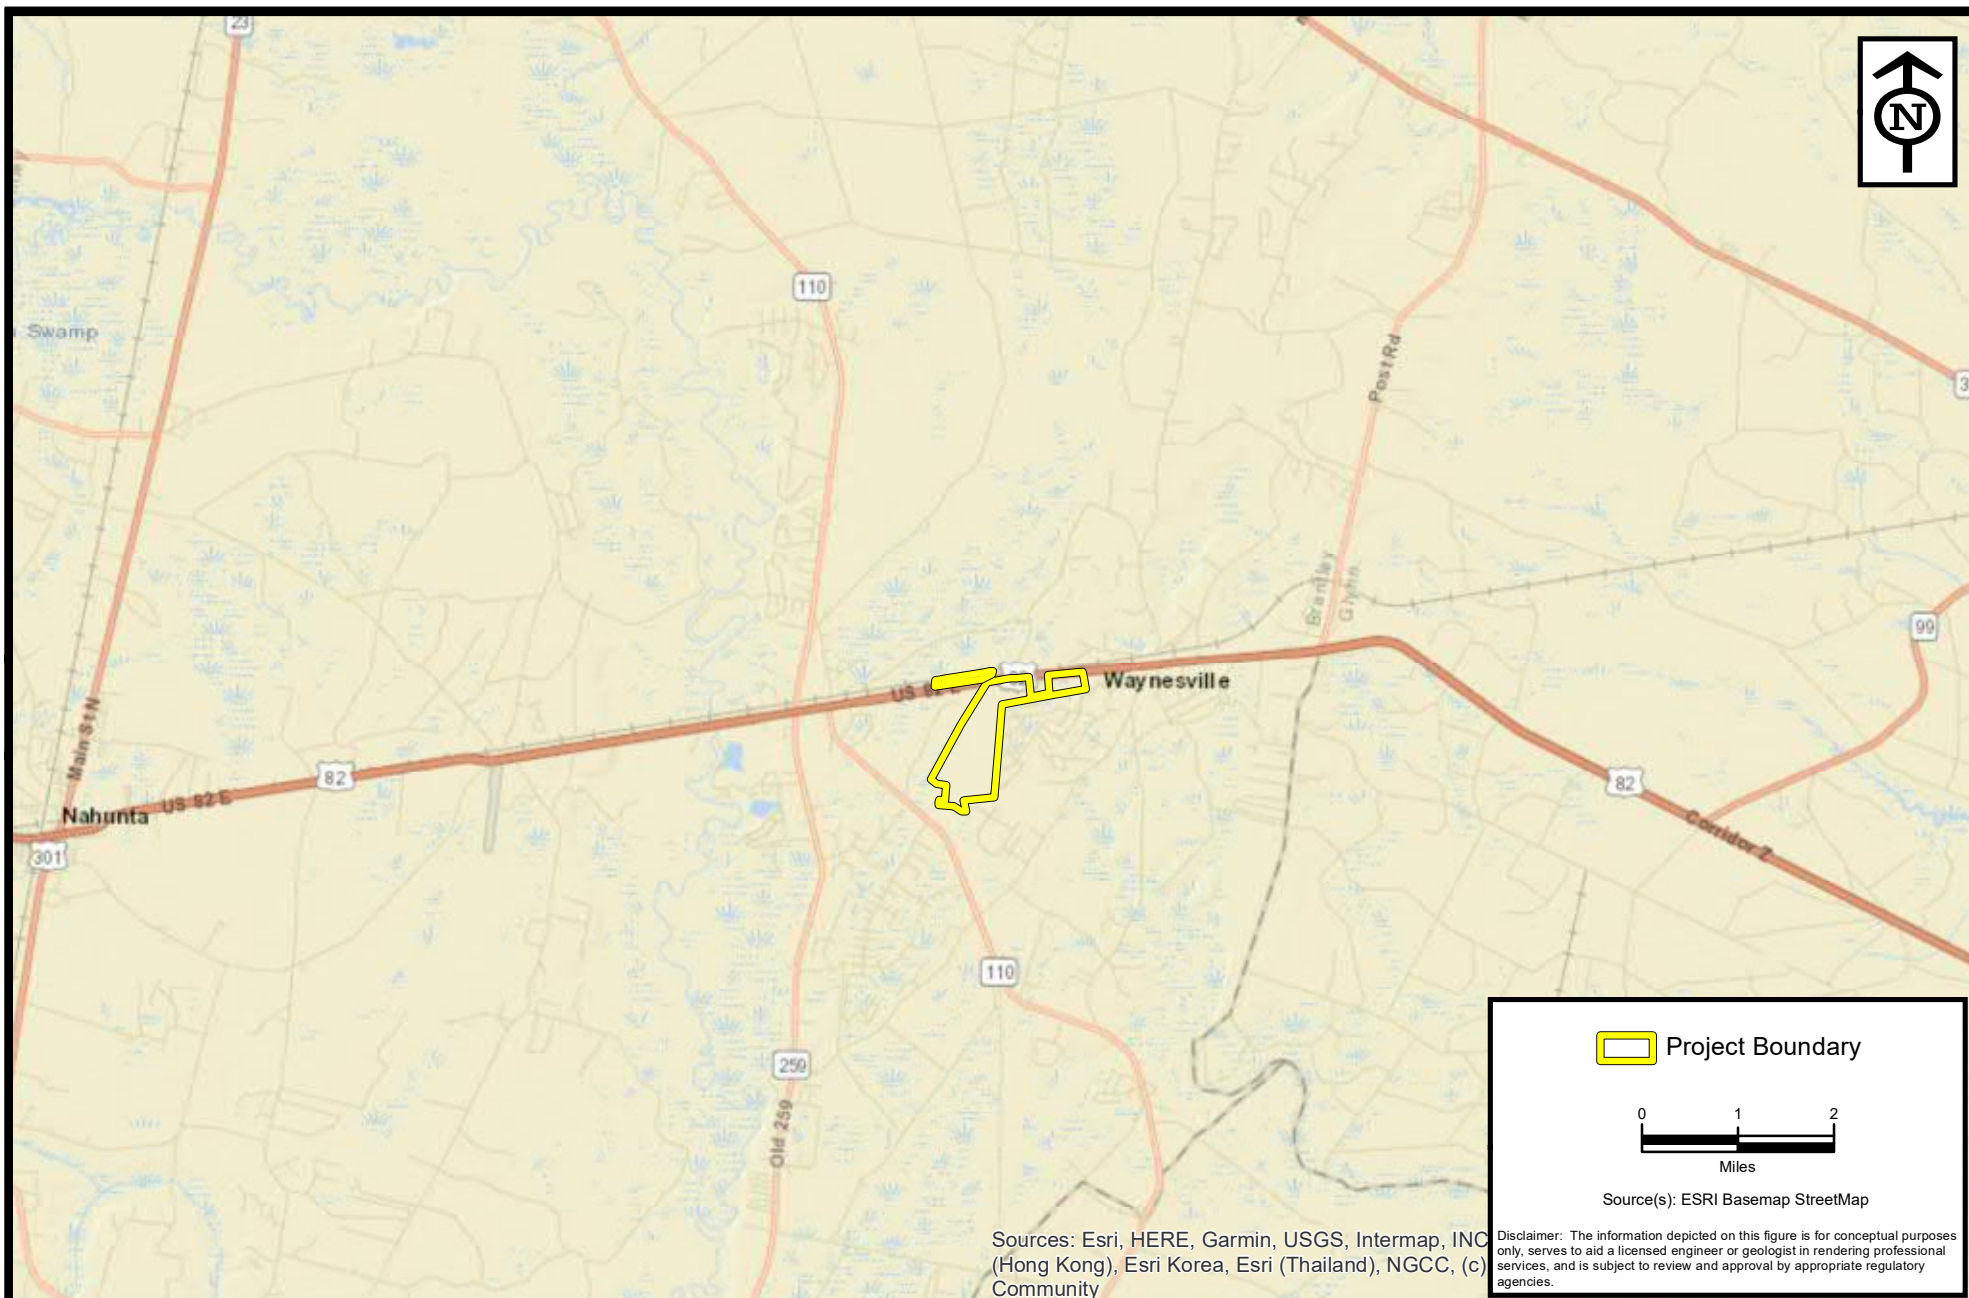 23
N
110
Swamp
3
Post Rd
Brantley
Glynn
99
Waynesville
Main St N
82
US 82 E
Nahunta
82
301
Corridor Z
110
259
Old 259
Project Boundary
0 1 2
Miles
Source(s): ESRI Basemap StreetMap
Disclaimer: The information depicted on this figure is for conceptual purposes
only, serves to aid a licensed engineer or geologist in rendering professional
services, and is subject to review and approval by appropriate regulatory
agencies.
Sources: Esri, HERE, Garmin, USGS, Intermap, INC
(Hong Kong), Esri Korea, Esri (Thailand), NGCC, (c)
Community